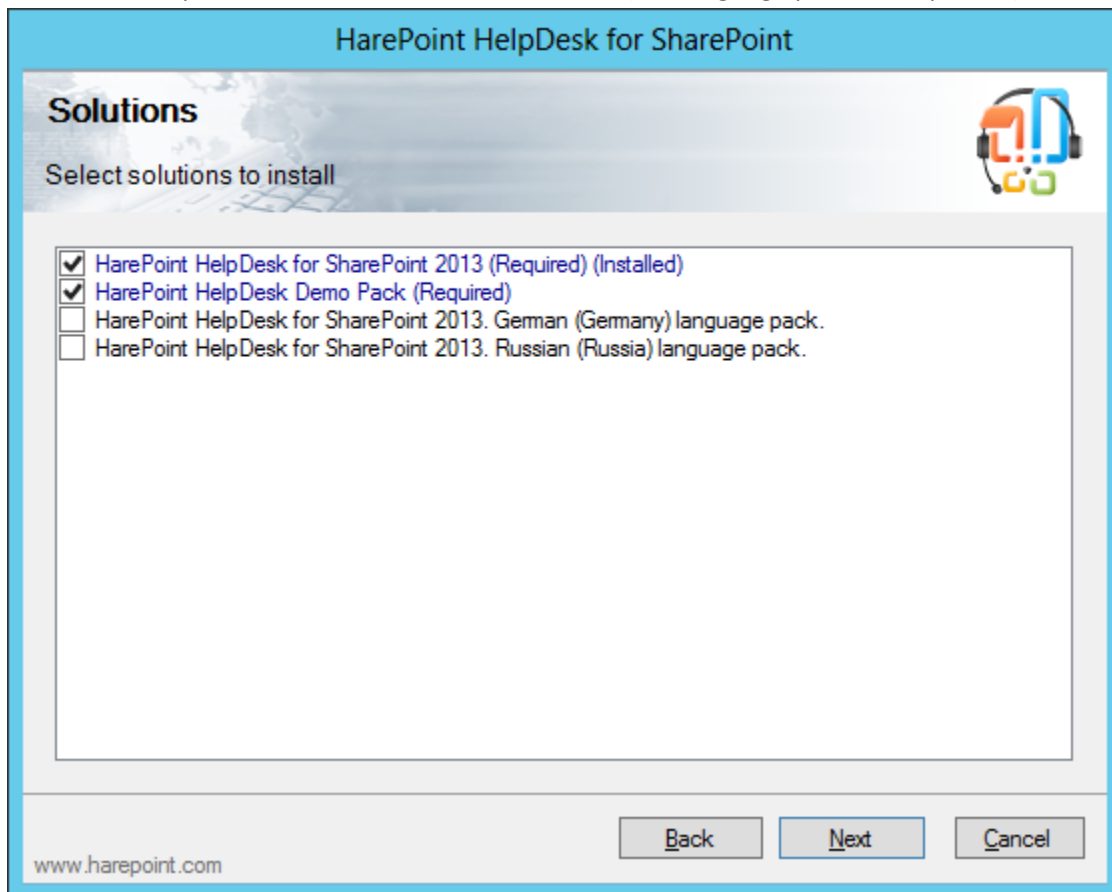 HarePoint HelpDesk for SharePoint
Solutions
Select solutions to install
HarePoint HelpDesk for SharePoint 2013 (Required) (Installed)
HarePoint HelpDesk Demo Pack (Required)
HarePoint HelpDesk for SharePoint 2013. German (Germany) language pack.
HarePoint HelpDesk for SharePoint 2013. Russian (Russia) language pack.
Back Next Cancel
www.harepoint.com